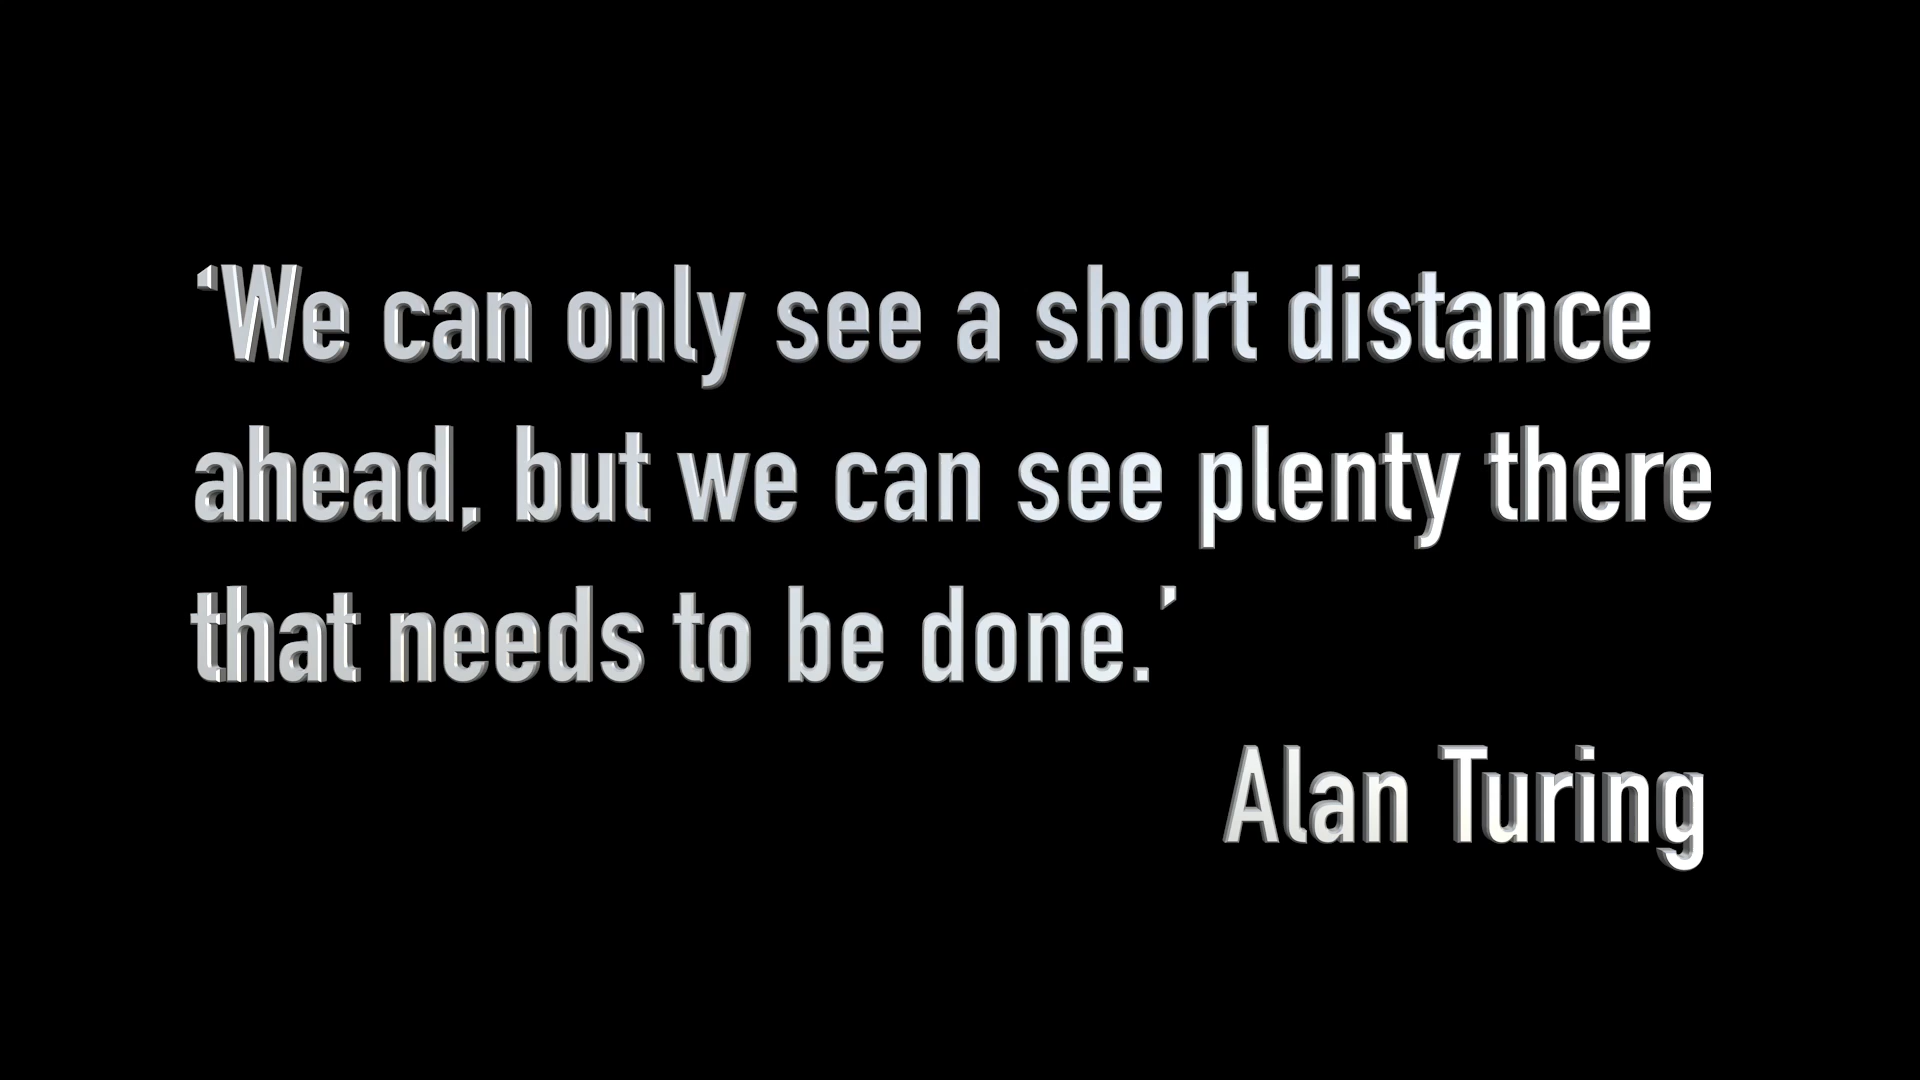 ‘We can only see a short distance
ahead, but we can see plenty there
that needs to be done.’
Alan Turing